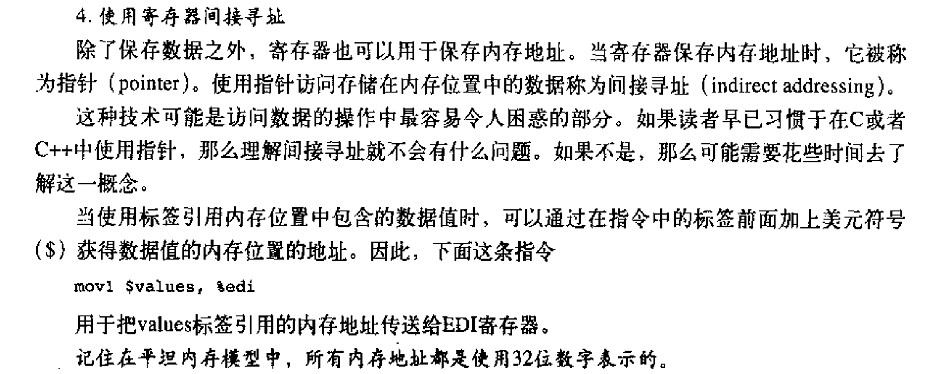 4. 使用寄存器间接寻址
除了保存数据之外，寄存器也可以用于保存内存地址。当寄存器保存内存地址时，它被称
为指针（pointer）。使用指针访问存储在内存位置中的数据称为间接寻址（indirect addressing）。
这种技术可能是访问数据的操作中最容易令人困惑的部分。如果读者早已习惯于在C或者
C++中使用指针，那么理解间接寻址就不会有什么问题。如果不是，那么可能需要花些时间去了
解这一概念。
当使用标签引用内存位置中包含的数据值时，可以通过在指令中的标签前面加上美元符号
（$）获得数据值的内存位置的地址。因此，下面这条指令
movl $values, %edi
用于把values标签引用的内存地址传送给EDI寄存器。
记住在平坦内存模型中，所有内存地址都是使用32位数字表示的。